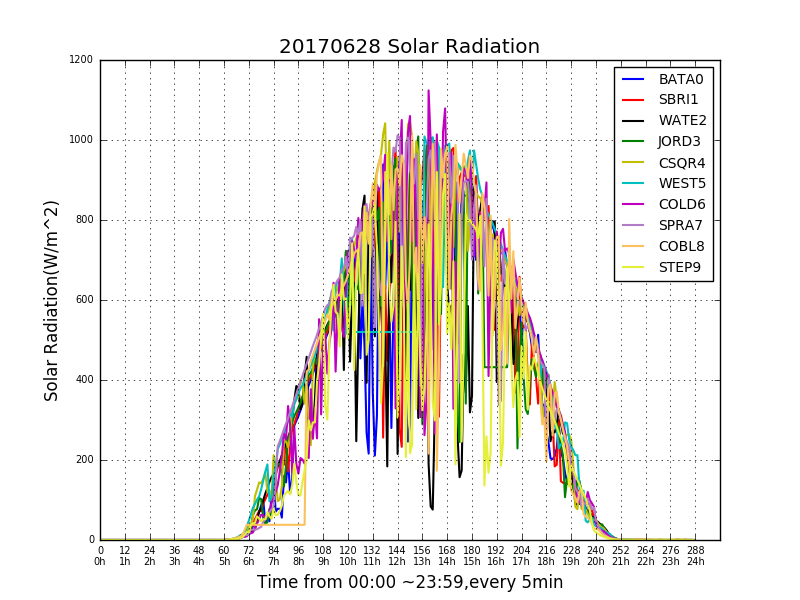 20170628 Solar Radiation
Solar Radiation(W/m^2)
1200
1000
800
600
400
200
0
BATA0
SBRI1
WATE2
JORD3
CSQR4
WEST5
COLD6
SPRA7
COBL8
STEP9
0 12 24 36 48 60 72 84 96 108 120 132 144 156 168 180 192 204 216 228 240 252 264 276 288
0h 1h 2h 3h 4h 5h 6h 7h 8h 9h 10h 11h 12h 13h 14h 15h 16h 17h 18h 19h 20h 21h 22h 23h 24h
Time from 00:00 ~23:59,every 5min